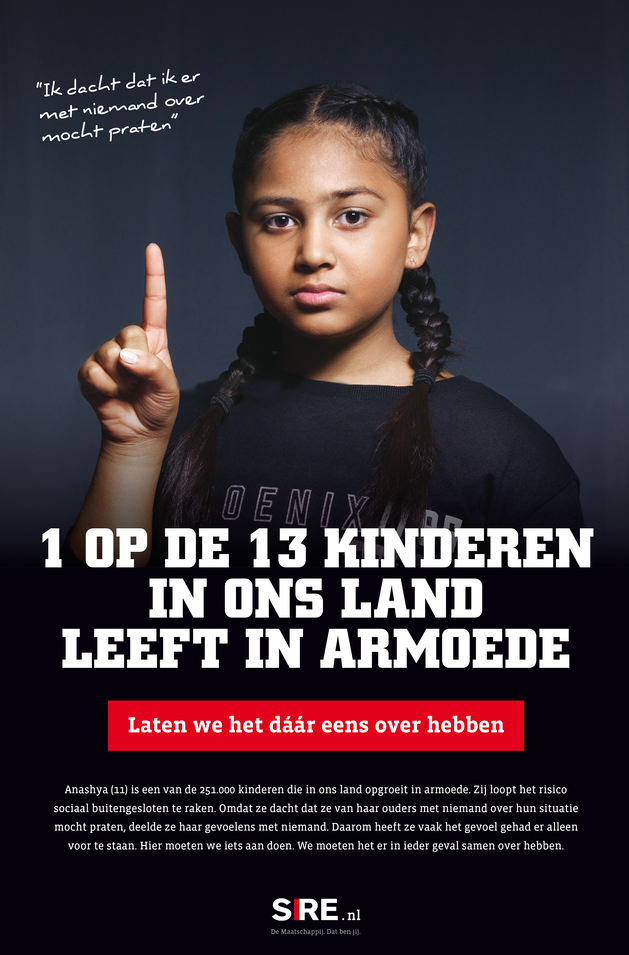 "Ik dacht dat ik er
met niemand over
mocht praten"
OENIX
1 OP DE 13 KINDEREN
IN ONS LAND
LEEFT IN ARMOEDE
Laten we het dáár eens over hebben
Anashya (11) is een van de 251.000 kinderen die in ons land opgroeit in armoede. Zij loopt het risico
sociaal buitengesloten te raken. Omdat ze dacht dat ze van haar ouders met niemand over hun situatie
mocht praten, deelde ze haar gevoelens met niemand. Daarom heeft ze vaak het gevoel gehad er alleen
voor te staan. Hier moeten we iets aan doen. We moeten het er in ieder geval samen over hebben.
SIRE.nl
De Maatschappij. Dat ben jij.